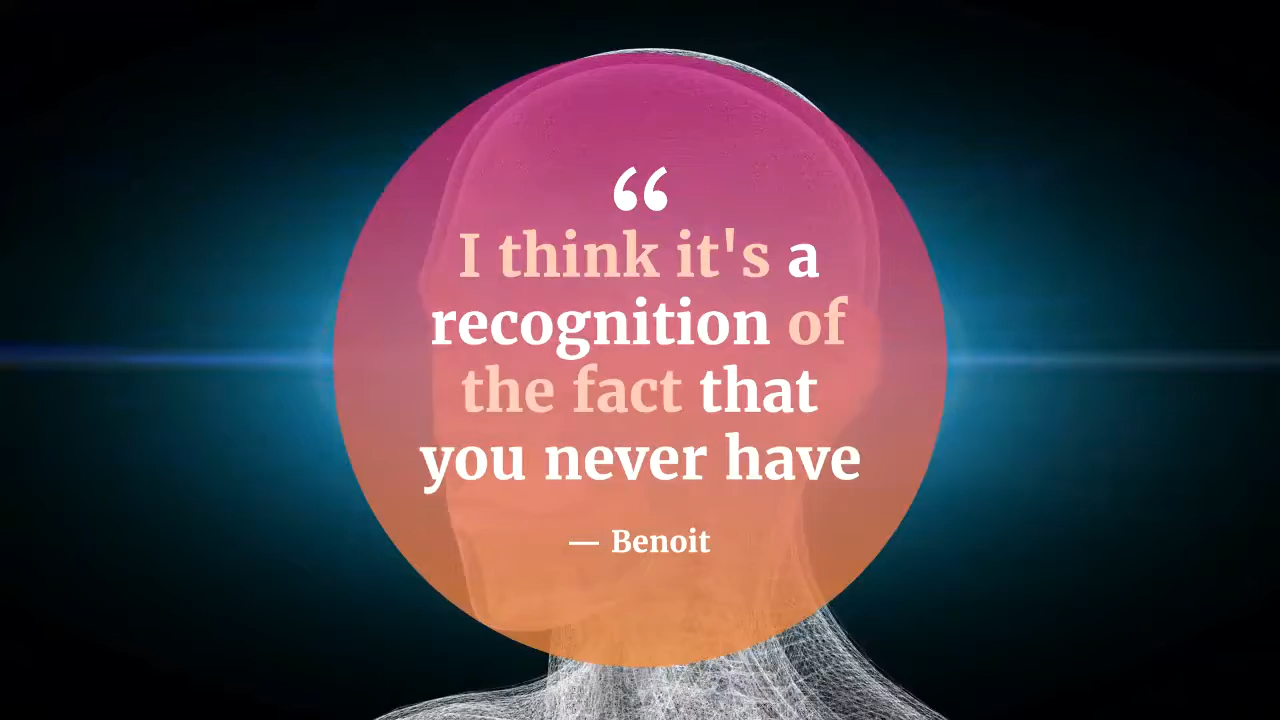 “
I think it's a
recognition of
the fact that
you never have
— Benoit